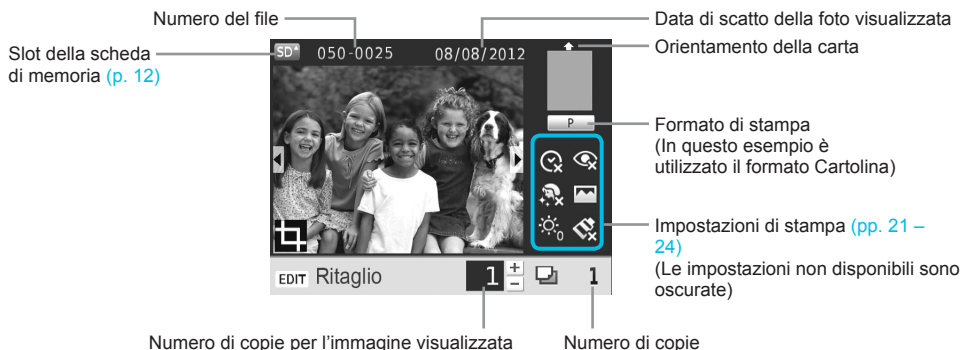 Numero del file
Data di scatto della foto visualizzata
Slot della scheda
di memoria (p. 12)
Orientamento della carta
SD
050-0025
08/08/2012
P
Formato di stampa
(In questo esempio è
utilizzato il formato Cartolina)
Impostazioni di stampa (pp. 21 –
24)
(Le impostazioni non disponibili sono
oscurate)
0
EDIT Ritaglio
1
+
−
1
Numero di copie per l'immagine visualizzata
Numero di copie